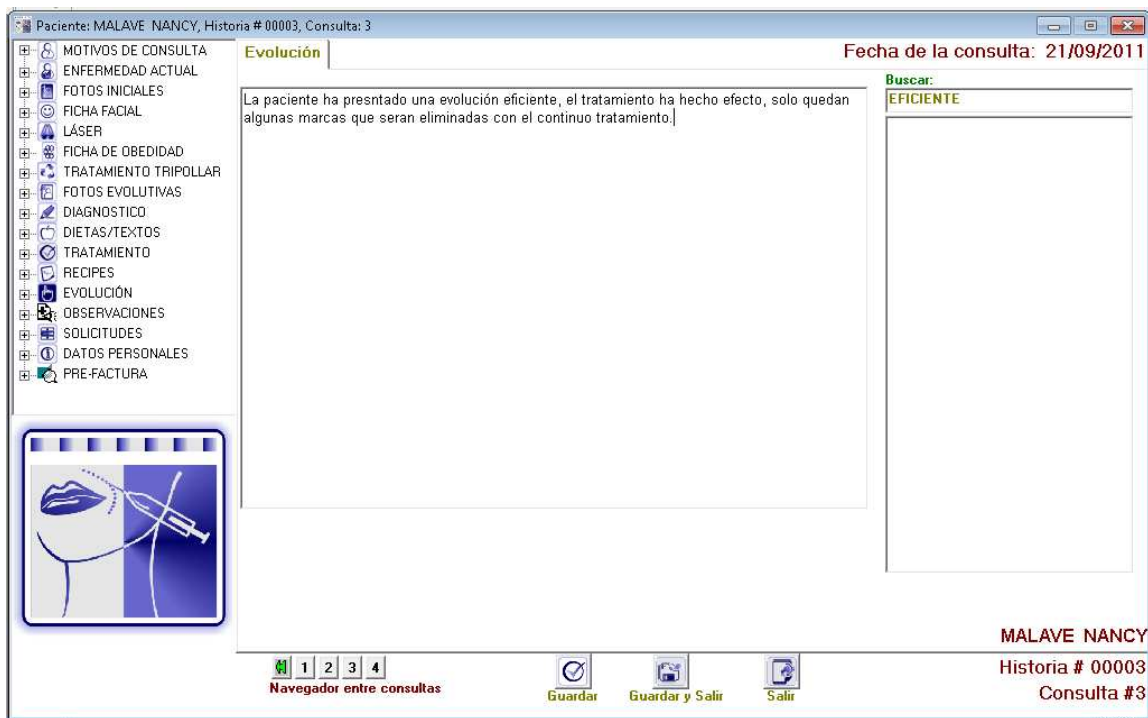 Paciente: MALAVE NANCY, Historia # 00003, Consulta: 3
MOTIVOS DE CONSULTA
ENFERMEDAD ACTUAL
FOTOS INICIALES
FICHA FACIAL
LÁSER
FICHA DE OBEDIDAD
TRATAMIENTO TRIPOLLAR
FOTOS EVOLUTIVAS
DIAGNOSTICO
DIETAS/TEXTOS
TRATAMIENTO
RECIPES
EVOLUCIÓN
OBSERVACIONES
SOLICITUDES
DATOS PERSONALES
PRE-FACTURA
Evolución
Fecha de la consulta: 21/09/2011
La paciente ha presntado una evolución eficiente, el tratamiento ha hecho efecto, solo quedan
algunas marcas que seran eliminadas con el continuo tratamiento.
Buscar:
EFICIENTE
MALAVE NANCY
1 2 3 4
Navegador entre consultas
Guardar
Guardar y Salir
Salir
Historia # 00003
Consulta #3